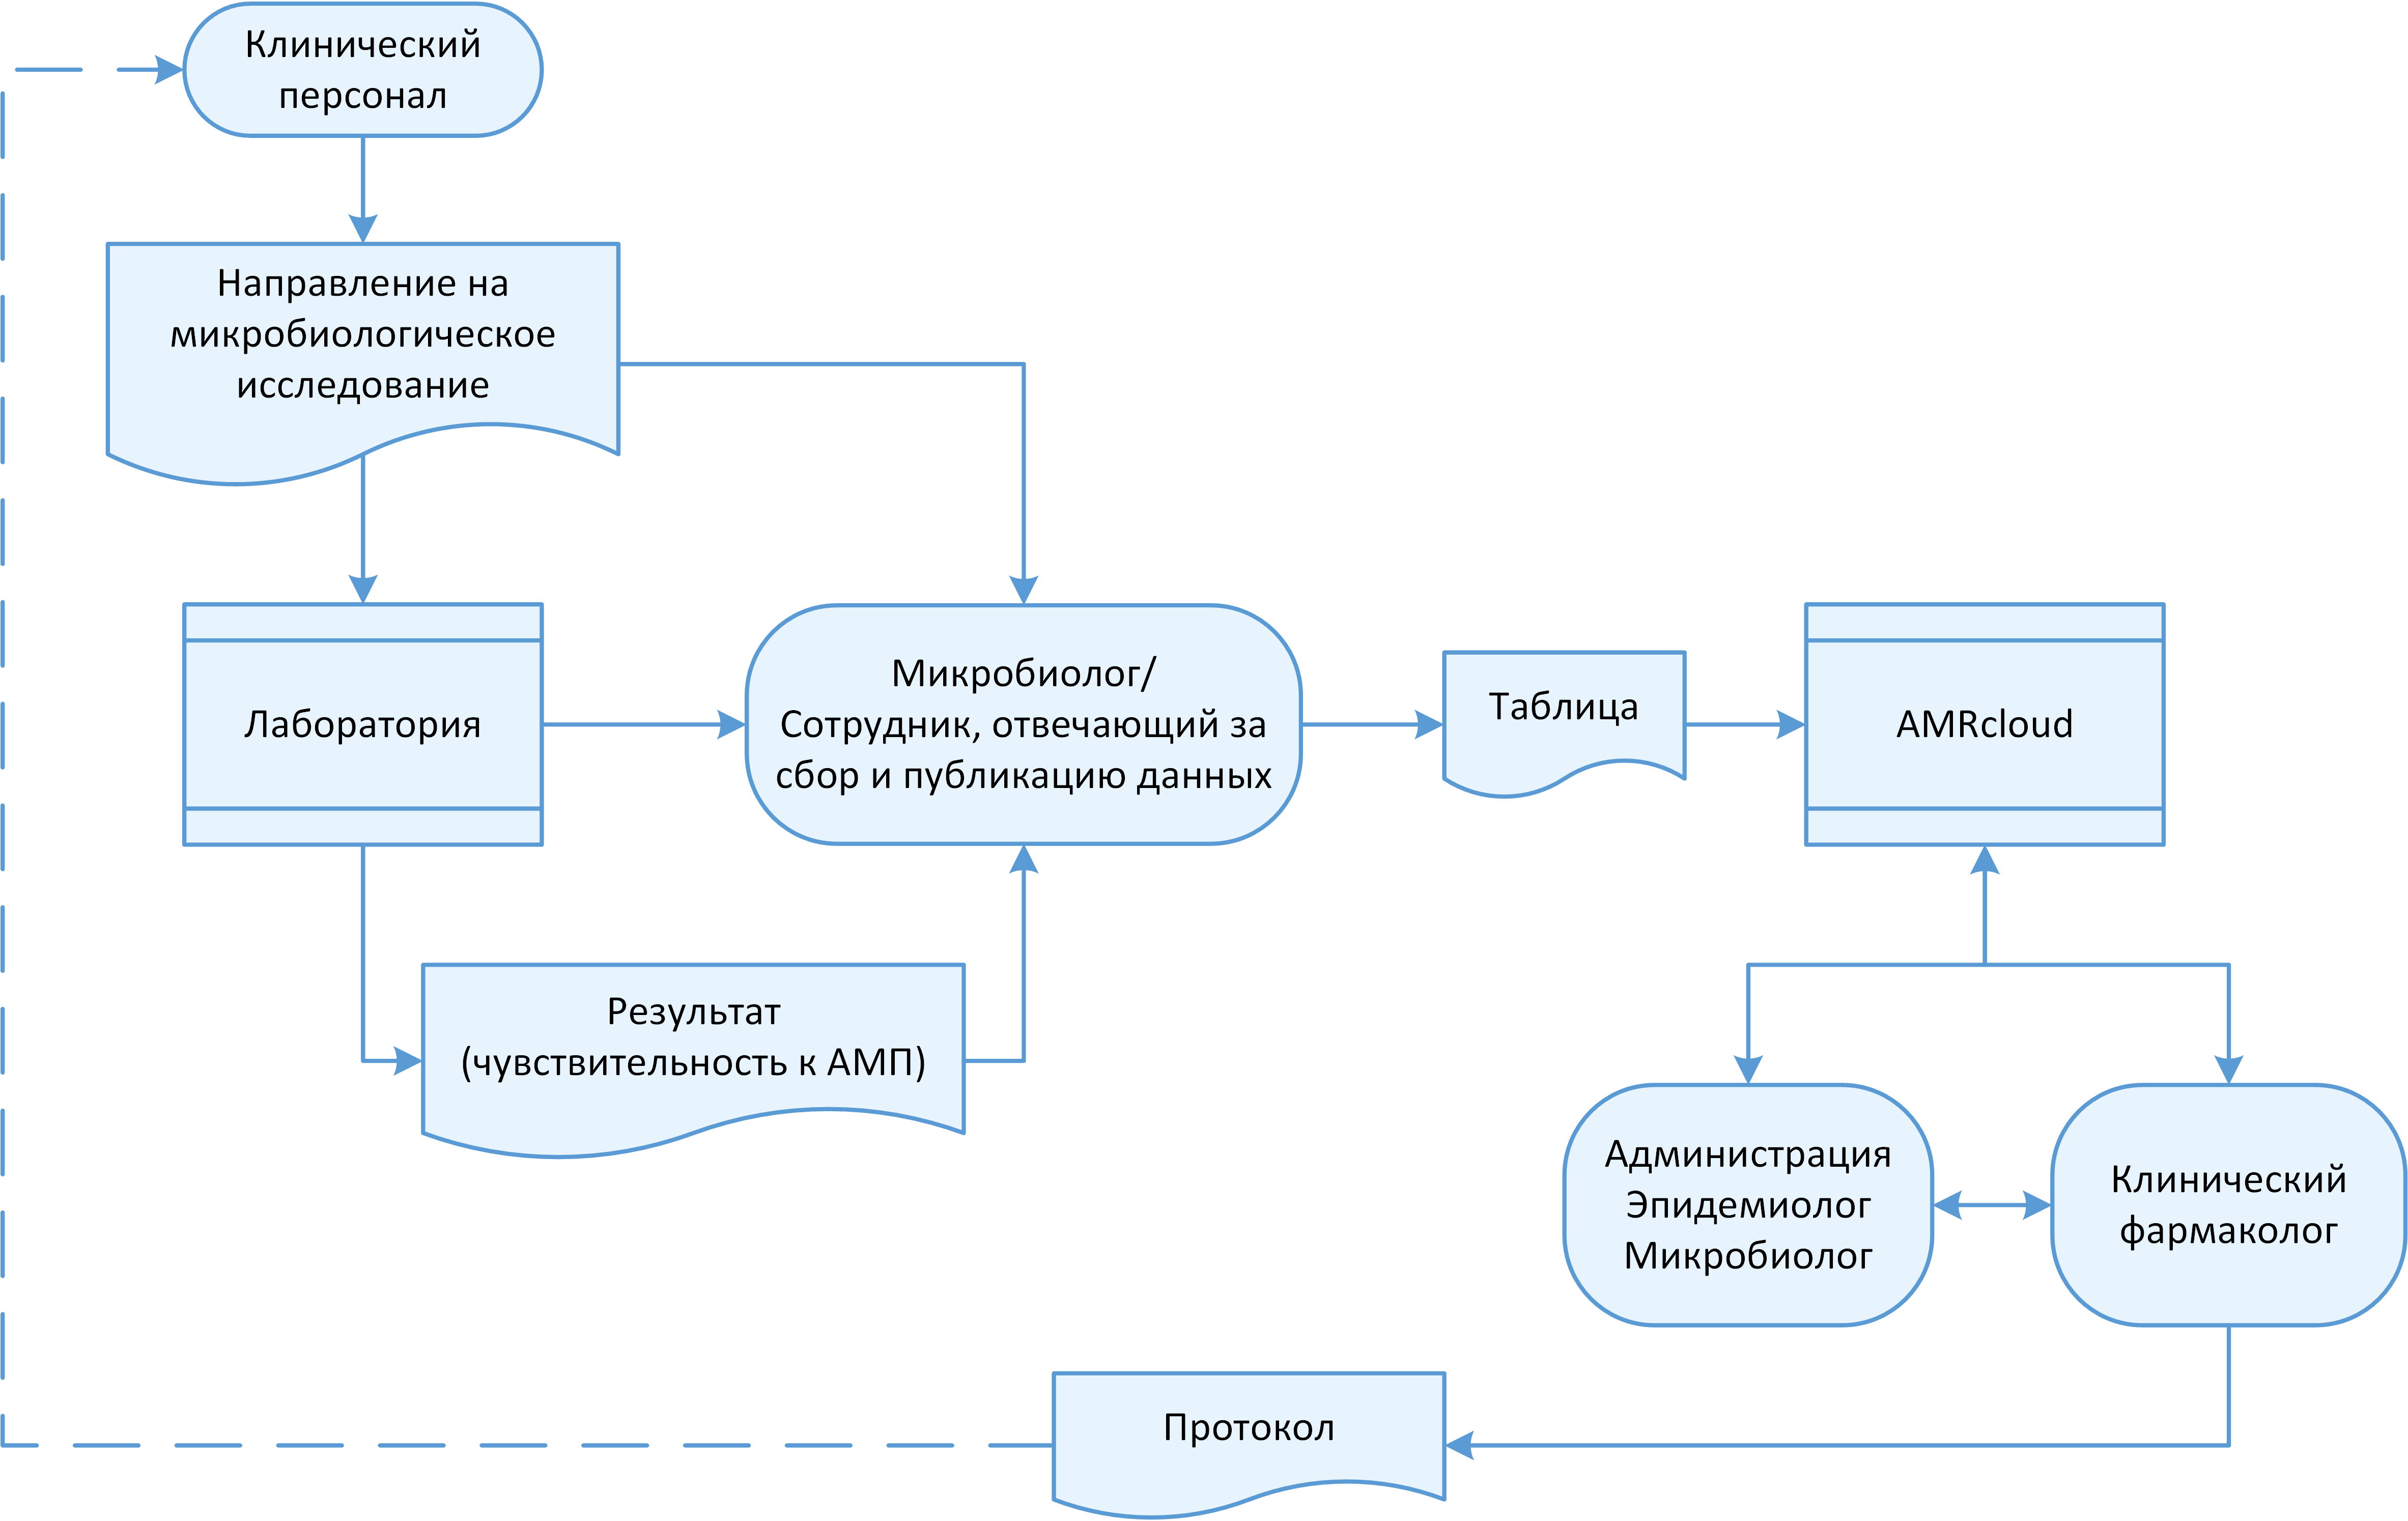 Клинический
персонал
Направление на
микробиологическое
исследование
Лаборатория
Микробиолог/
Сотрудник, отвечающий за
сбор и публикацию данных
Таблица
AMRcloud
Результат
(чувствительность к АМП)
Администрация
Эпидемиолог
Микробиолог
Клинический
фармаколог
Протокол